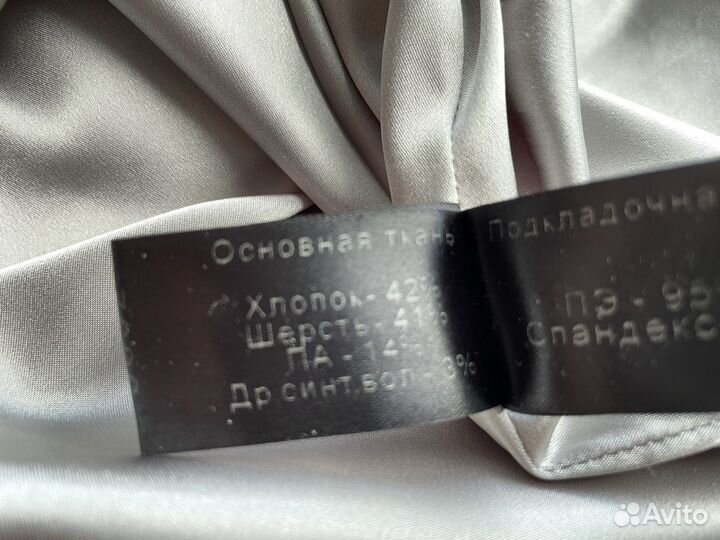 Основная ткань
Хлопок- 42%
Шерсть- 41%
ПА - 14%
Др.синт.вол - 3%
Подкладочна
ПЭ - 95
Спандекс
Avito